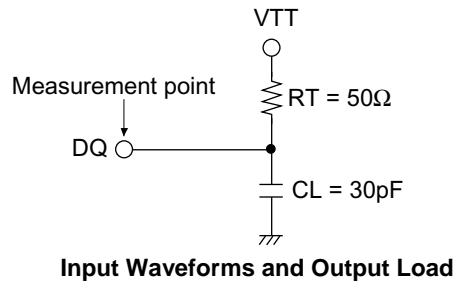 VTT
Measurement point
RT = 50Ω
DQ
CL = 30pF
Input Waveforms and Output Load